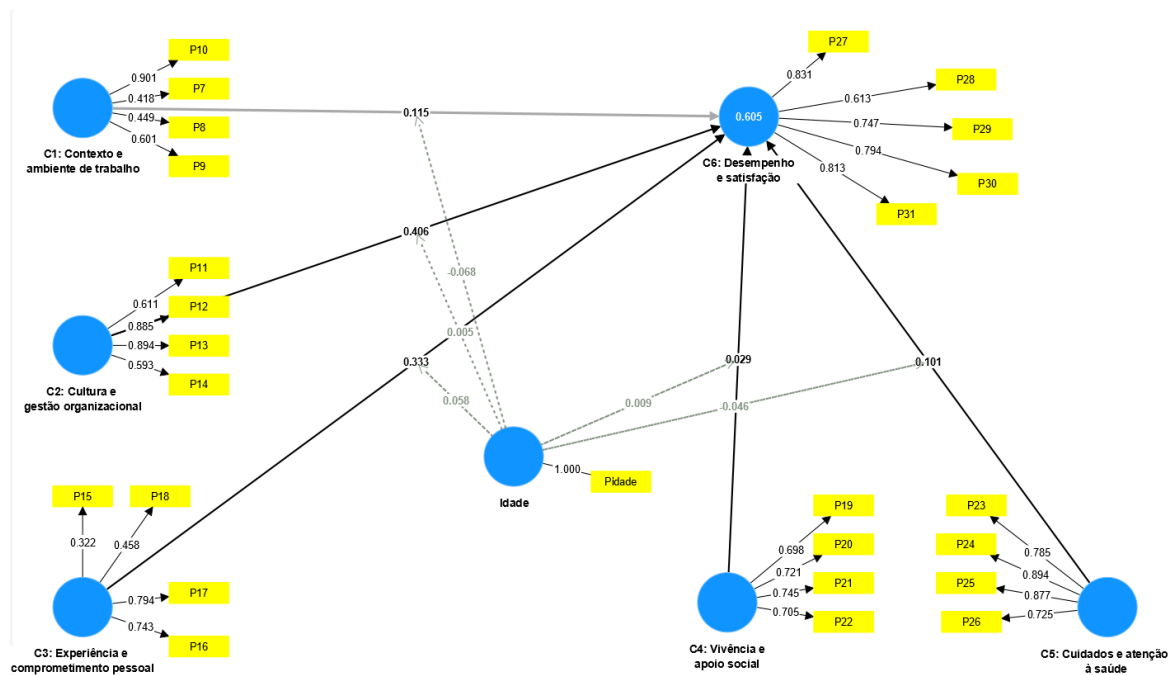 P10
0.901
P7
0.418
0.449
P8
0.601
P9
C1: Contexto e
ambiente de trabalho
0.115
P27
0.831
P28
0.613
0.605
0.747
P29
0.794
P30
0.813
P31
C6: Desempenho
e satisfação
P11
0.611
P12
0.885
0.894
P13
0.593
P14
C2: Cultura e
gestão organizacional
0.406
-0.068
0.005
0.333
0.058
0.029
0.009
-0.046
0.101
1.000
Pidade
Idade
P15
P18
0.322
0.458
0.794
P17
0.743
P16
C3: Experiência e
comprometimento pessoal
P19
0.698
P20
0.721
0.745
P21
0.705
P22
C4: Vivência e
apoio social
P23
0.785
P24
0.894
P25
0.877
0.725
P26
C5: Cuidados e atenção
à saúde